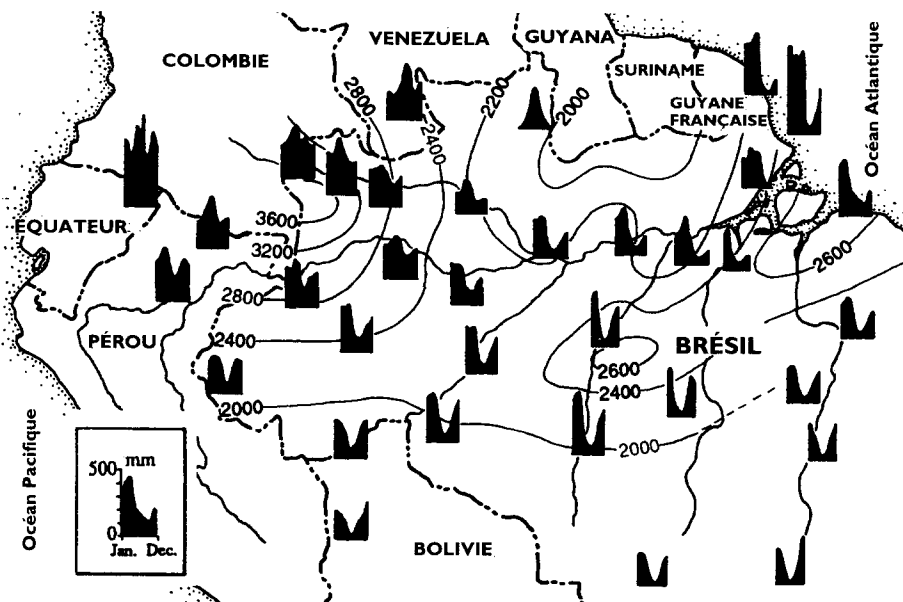 VENEZUELA
GUYANA
COLOMBIE
SURINAME
GUYANE
FRANÇAISE
Océan Atlantique
2800
2400
2200
2000
3600
3200
2800
2400
2000
EQUATEUR
PÉROU
BRÉSIL
2600
2600
2400
2000
BOLIVIE
Océan Pacifique
mm
500
0
Jan. Dec.